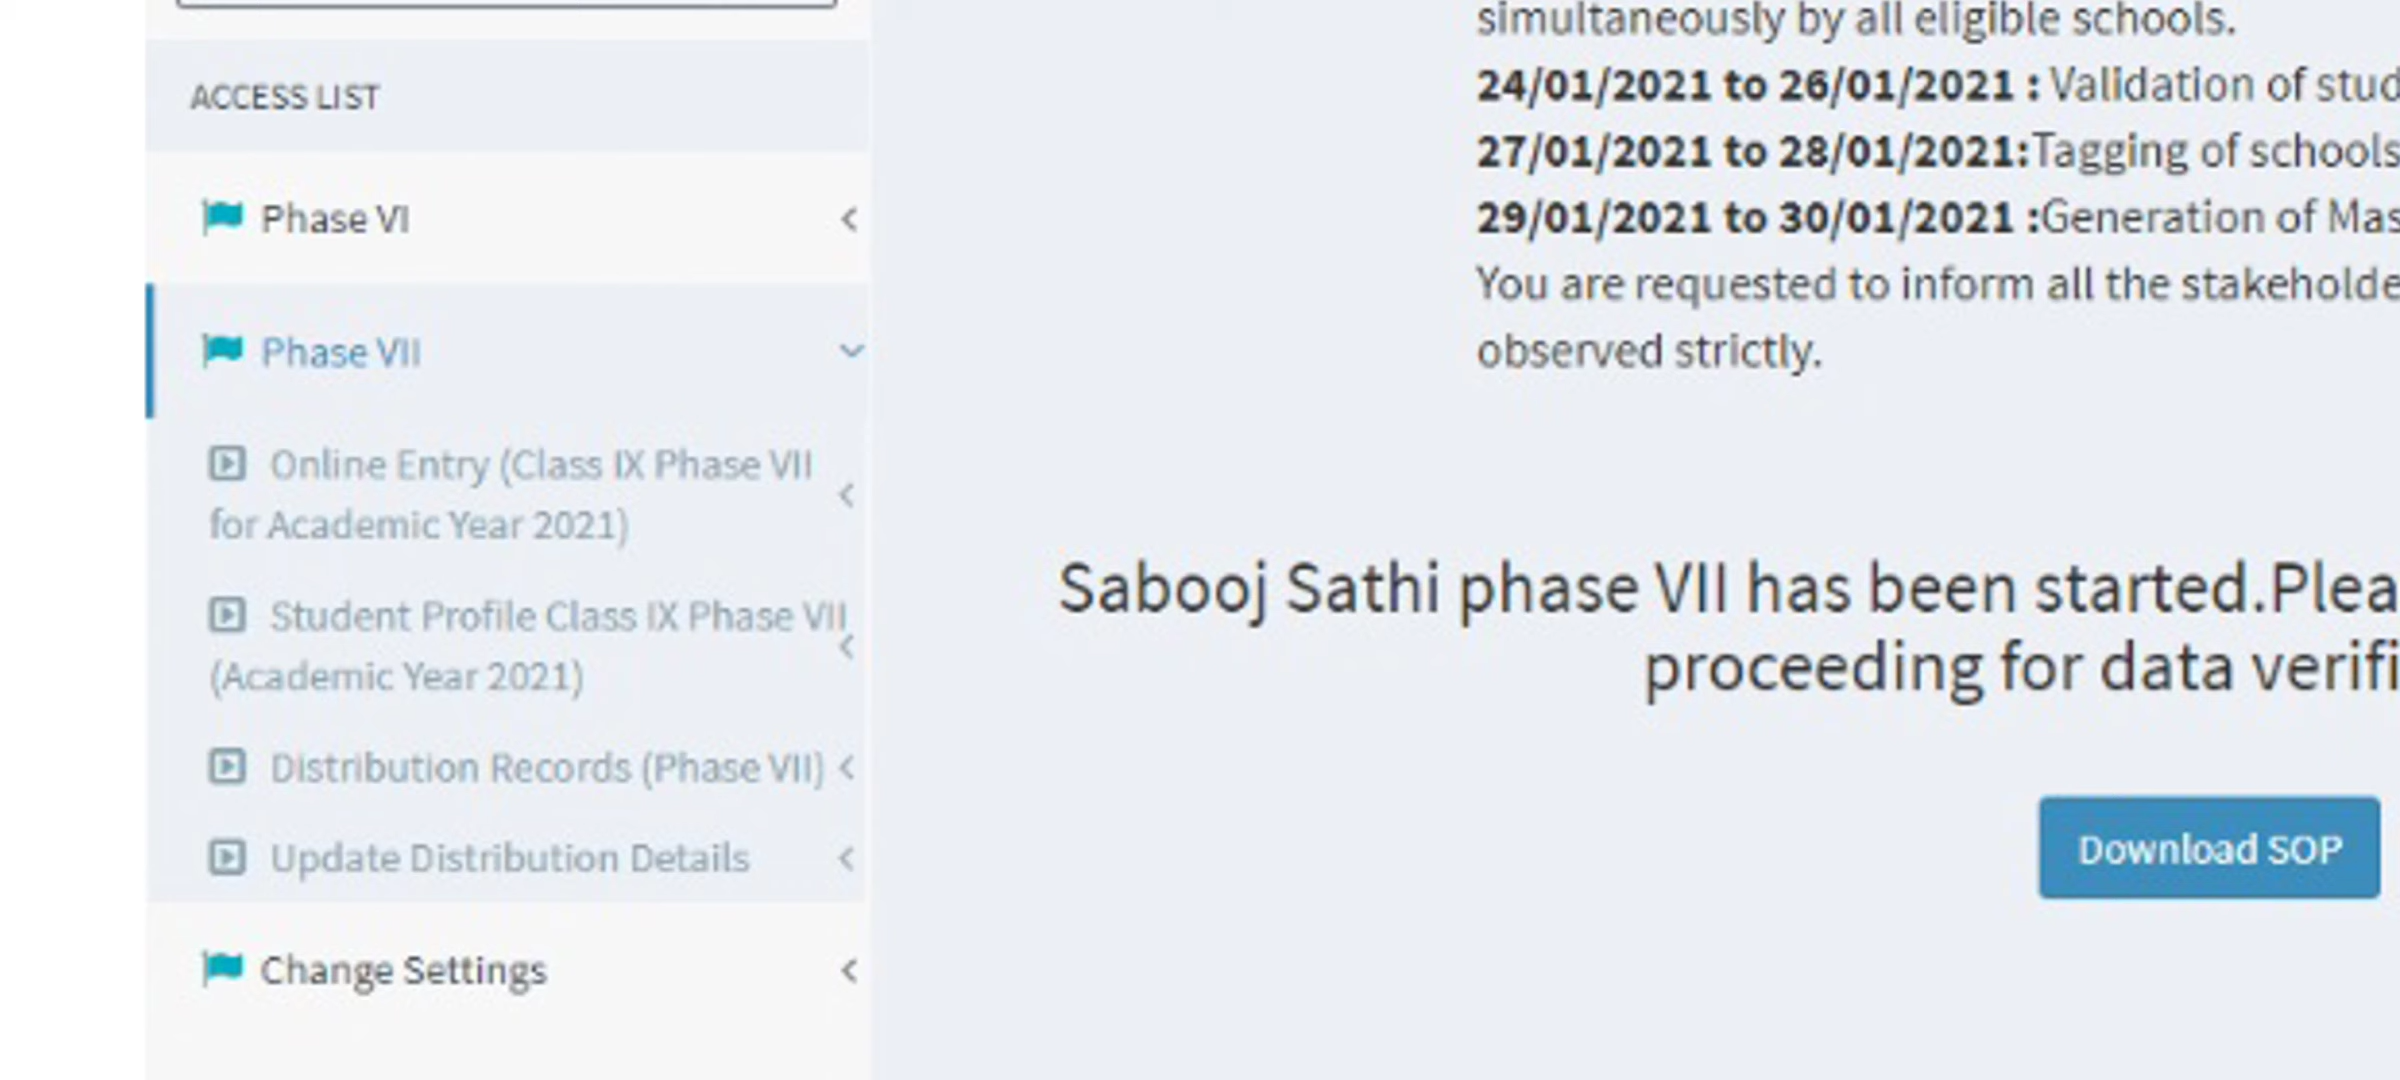 ACCESS LIST
Phase VI
Phase VII
Online Entry (Class IX Phase VII
for Academic Year 2021)
Student Profile Class IX Phase VII
(Academic Year 2021)
Distribution Records (Phase VII)
Update Distribution Details
Change Settings
simultaneously by all eligible schools.
24/01/2021 to 26/01/2021 : Validation of stud
27/01/2021 to 28/01/2021:Tagging of schools
29/01/2021 to 30/01/2021 :Generation of Mas
You are requested to inform all the stakeholde
observed strictly.
Sabooj Sathi phase VII has been started.Plea
proceeding for data verifi
Download SOP